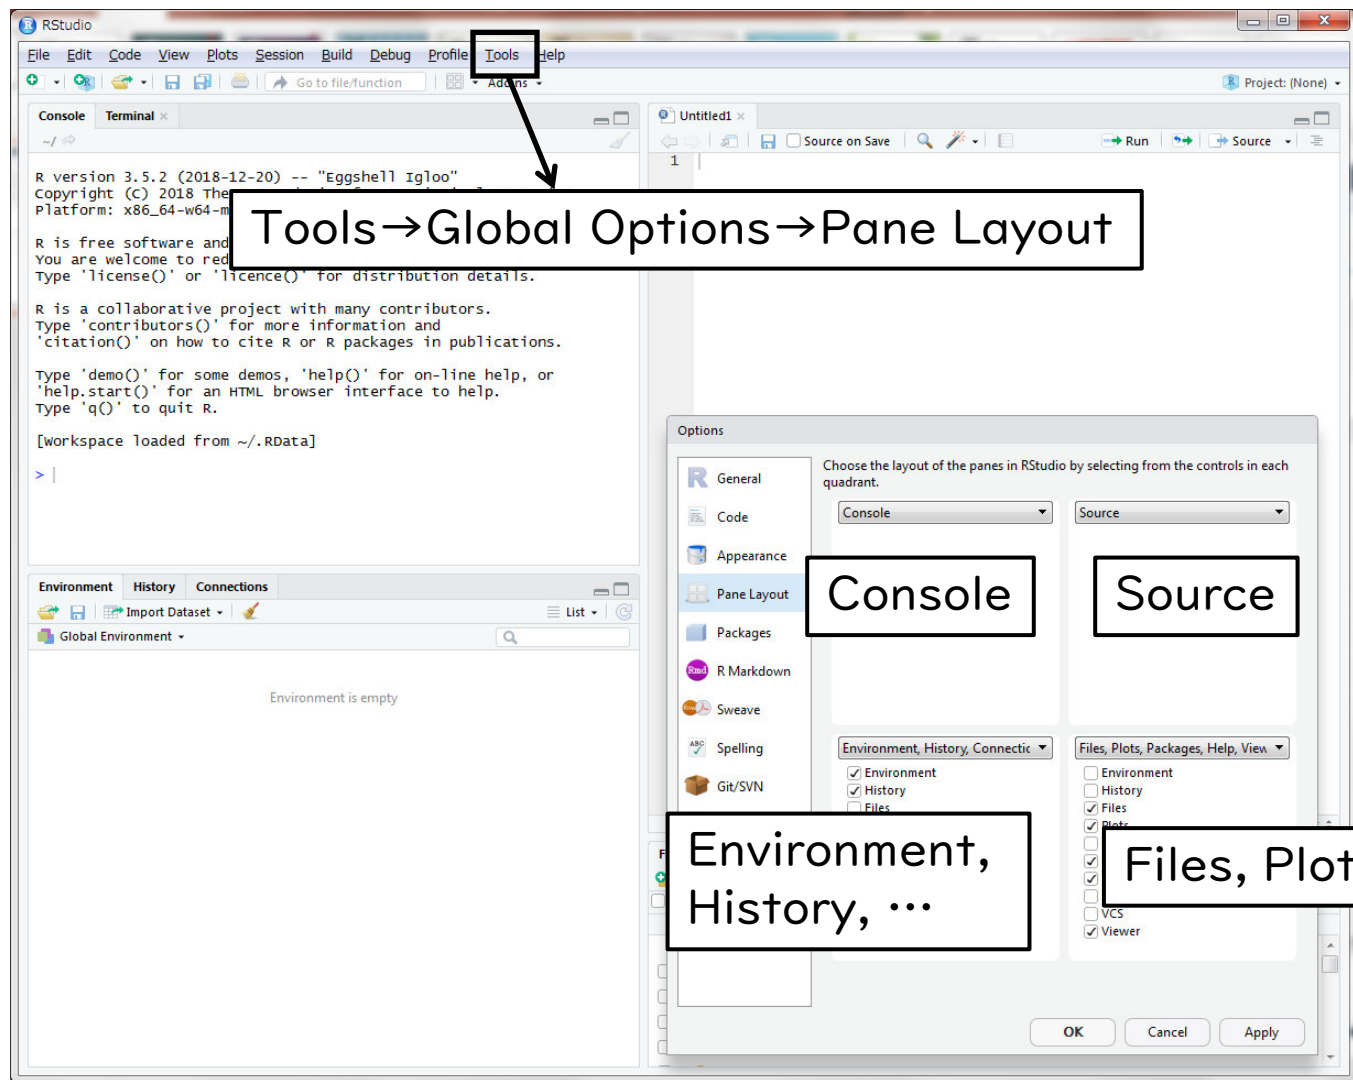 RStudio
File Edit Code View Plots Session Build Debug Profile Tools Help
Go to file/function Addins
Project: (None)
Console Terminal
~/
R version 3.5.2 (2018-12-20) -- "Eggshell Igloo"
Copyright (C) 2018 The
Platform: x86_64-w64-m
R is free software and
You are welcome to red
Type 'license()' or 'licence()' for distribution details.
R is a collaborative project with many contributors.
Type 'contributors()' for more information and
'citation()' on how to cite R or R packages in publications.
Type 'demo()' for some demos, 'help()' for on-line help, or
'help.start()' for an HTML browser interface to help.
Type 'q()' to quit R.
[Workspace loaded from ~/.RData]
>
Untitled1
Source on Save Run Source
1
Tools→Global Options→Pane Layout
Environment History Connections
Import Dataset List
Global Environment
Environment is empty
Options
General
Code
Appearance
Pane Layout
Packages
R Markdown
Sweave
Spelling
Git/SVN
Choose the layout of the panes in RStudio by selecting from the controls in each
quadrant.
Console Source
Console
Source
Environment, History, Connectic
Environment
History
Files
Files, Plots, Packages, Help, View
Environment
History
Files
Plots
VCS
Viewer
Environment,
History, …
Files, Plot
OK Cancel Apply